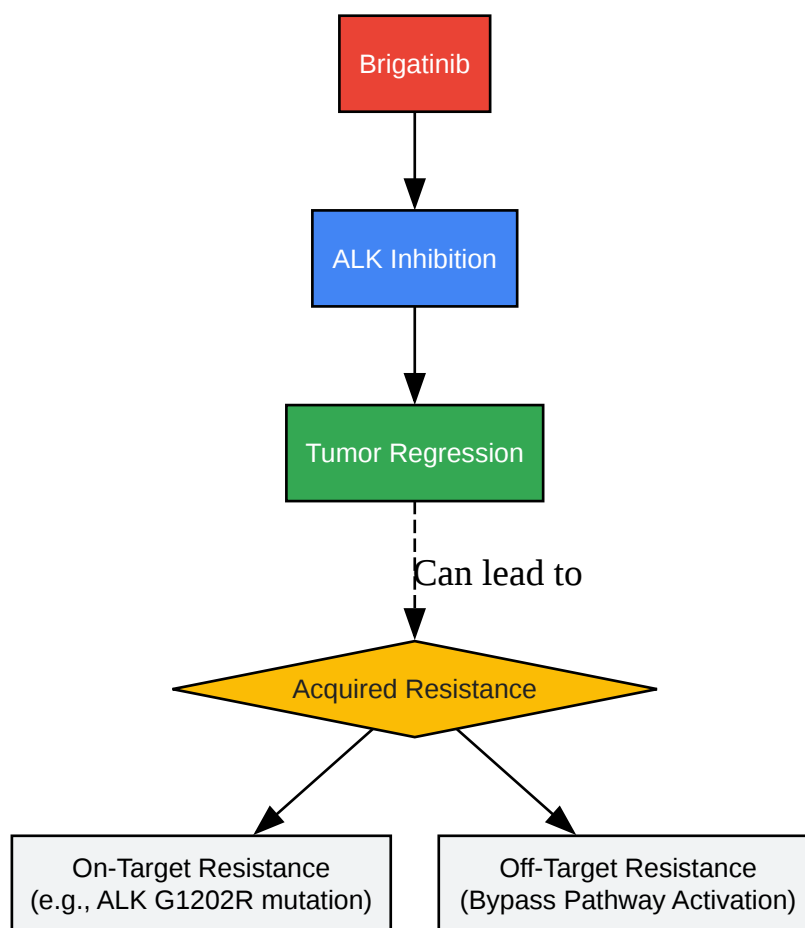 Brigatinib
ALK Inhibition
Tumor Regression
Can lead to
Acquired Resistance
On-Target Resistance
(e.g., ALK G1202R mutation)
Off-Target Resistance
(Bypass Pathway Activation)